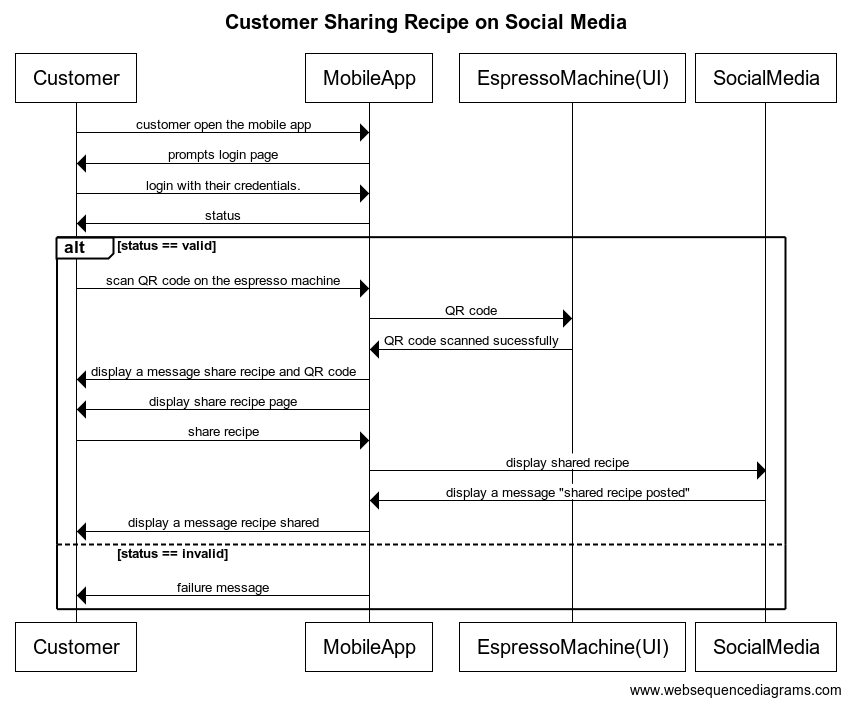 Customer Sharing Recipe on Social Media
Customer MobileApp EspressoMachine(UI) SocialMedia
customer open the mobile app
prompts login page
login with their credentials.
status
alt [status == valid]
scan QR code on the espresso machine
QR code
QR code scanned sucessfully
display a message share recipe and QR code
display share recipe page
share recipe
display shared recipe
display a message "shared recipe posted"
display a message recipe shared
[status == invalid]
failure message
Customer MobileApp EspressoMachine(UI) SocialMedia
www.websequencediagrams.com